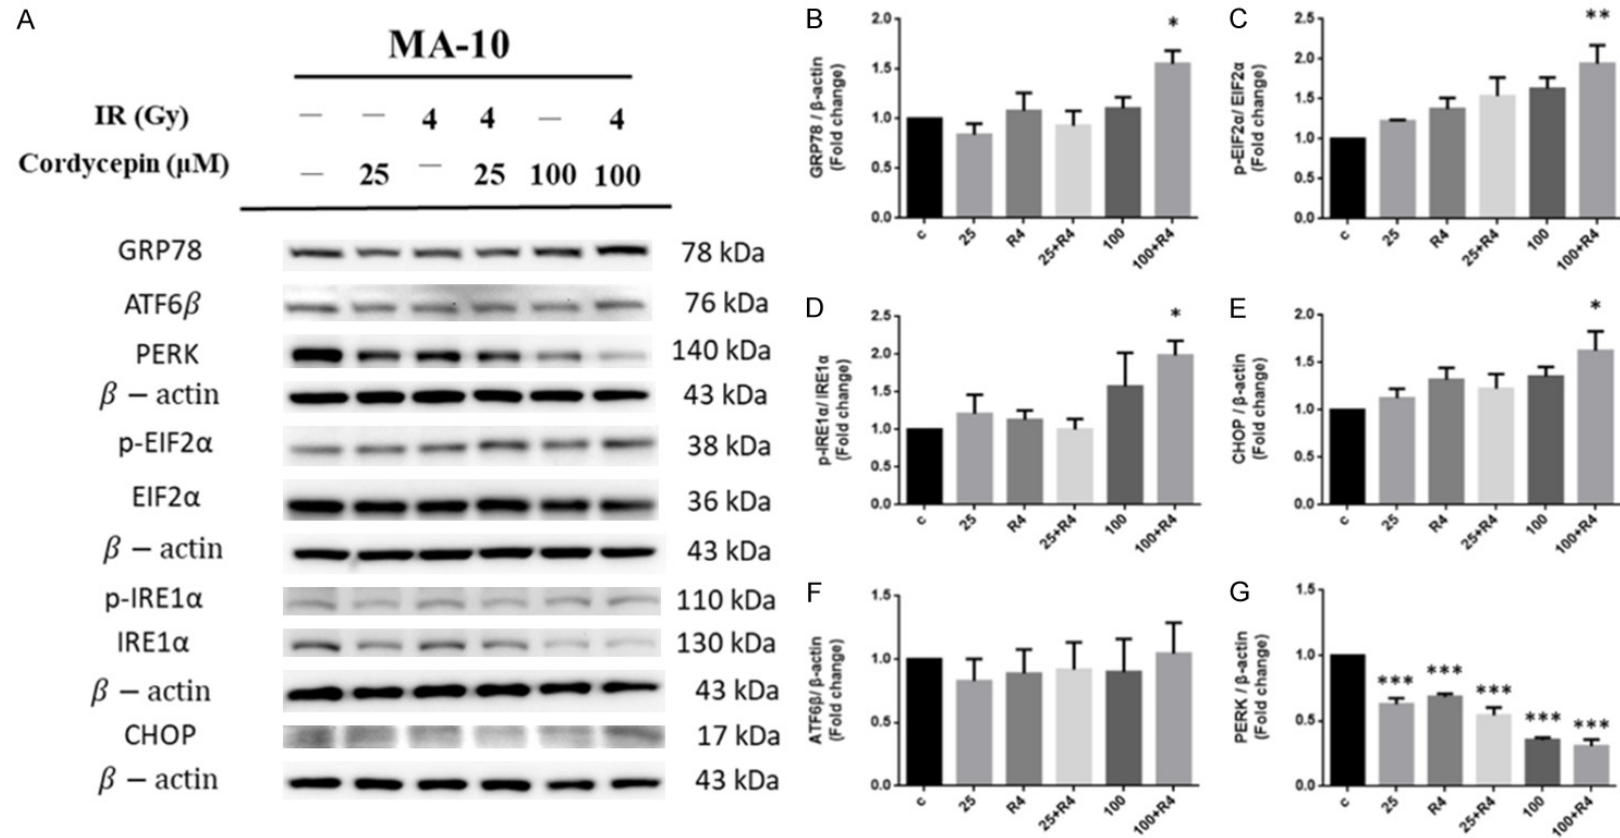 A
MA-10
IR (Gy) — — 4 4 — 4
Cordycepin (µM) — 25 — 25 100 100
GRP78 78 kDa
ATF6β 76 kDa
PERK 140 kDa
β – actin 43 kDa
p-EIF2α 38 kDa
EIF2α 36 kDa
β – actin 43 kDa
p-IRE1α 110 kDa
IRE1α 130 kDa
β – actin 43 kDa
CHOP 17 kDa
β – actin 43 kDa
B
GRP78 / β-actin
(Fold change)
2.0
1.5
1.0
0.5
0.0
*
c 25 R4 25+R4 100 100+R4
C
p-EIF2α/ EIF2α
(Fold change)
2.5
2.0
1.5
1.0
0.5
0.0
**
c 25 R4 25+R4 100 100+R4
D
p-IRE1α/ IRE1α
(Fold change)
2.5
2.0
1.5
1.0
0.5
0.0
*
c 25 R4 25+R4 100 100+R4
E
CHOP / β-actin
(Fold change)
2.0
1.5
1.0
0.5
0.0
*
c 25 R4 25+R4 100 100+R4
F
ATF6β/ β-actin
(Fold change)
1.5
1.0
0.5
0.0
c 25 R4 25+R4 100 100+R4
G
PERK / β-actin
(Fold change)
1.5
1.0
0.5
0.0
*** *** *** *** ***
c 25 R4 25+R4 100 100+R4